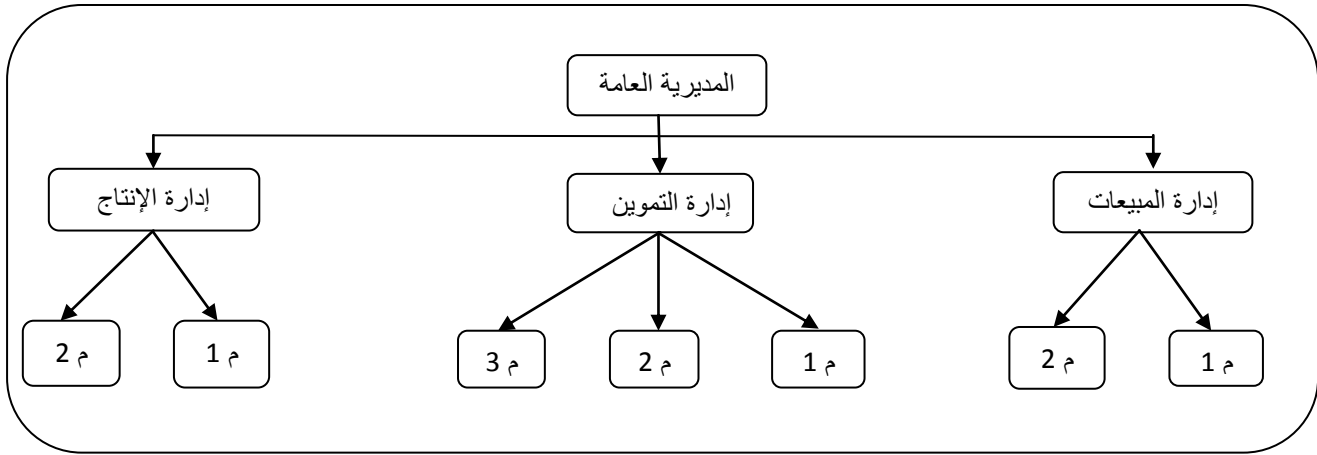 المديرية العامة
إدارة المبيعات
إدارة التموين
إدارة الإنتاج
م 1
م 2
م 1
م 2
م 3
م 1
م 2